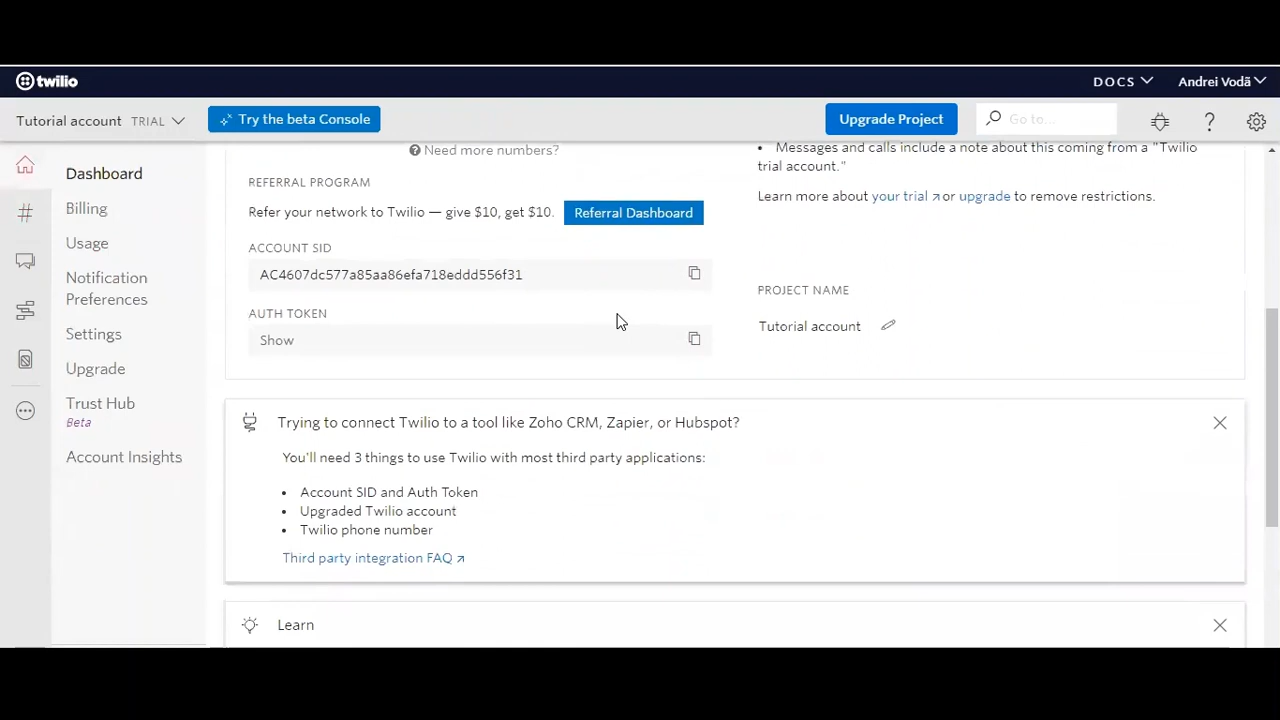 twilio
DOCS
Andrei Vodă
Tutorial account TRIAL
Try the beta Console
Upgrade Project
Go to...
Dashboard
Billing
Usage
Notification
Preferences
Settings
Upgrade
Trust Hub
Beta
Account Insights
Need more numbers?
REFERRAL PROGRAM
Refer your network to Twilio — give $10, get $10.
Referral Dashboard
ACCOUNT SID
AC4607dc577a85aa86efa718eddd556f31
AUTH TOKEN
Show
• Messages and calls include a note about this coming from a "Twilio
trial account."
Learn more about your trial or upgrade to remove restrictions.
PROJECT NAME
Tutorial account
Trying to connect Twilio to a tool like Zoho CRM, Zapier, or Hubspot?
You'll need 3 things to use Twilio with most third party applications:
• Account SID and Auth Token
• Upgraded Twilio account
• Twilio phone number
Third party integration FAQ
Learn